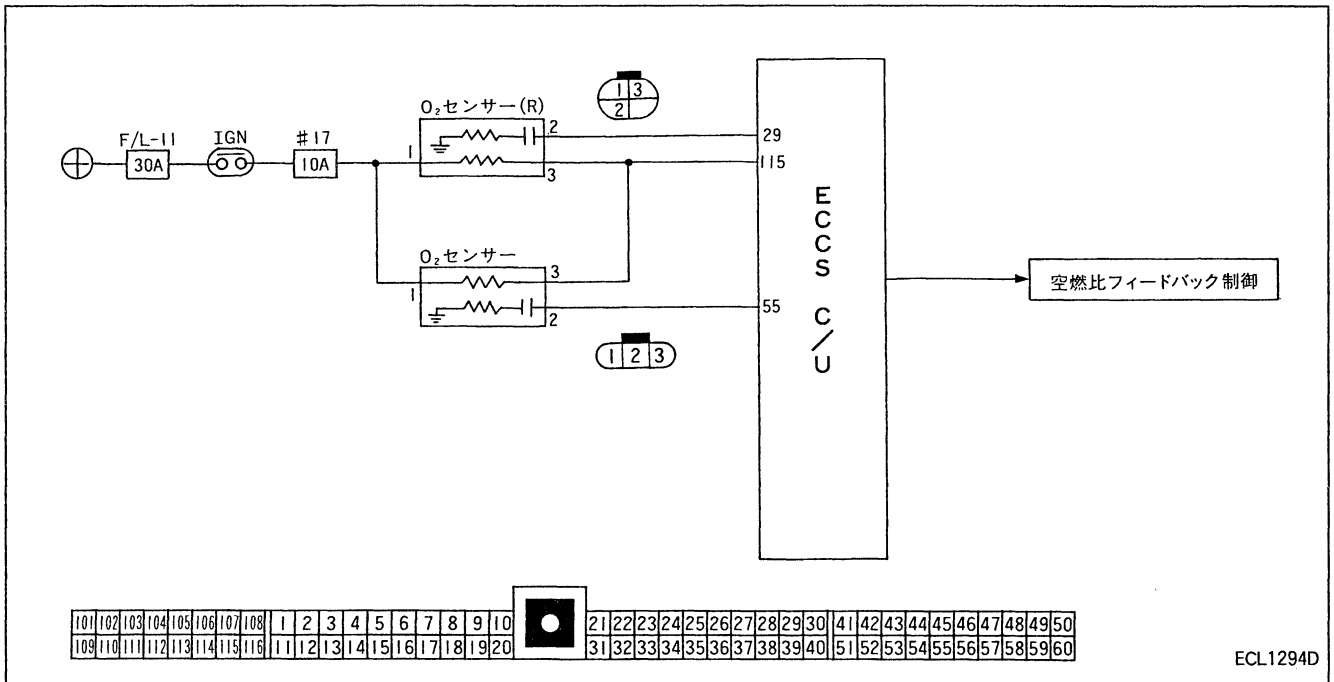 1 3
2
O₂センサー(R)
F/L-11 IGN #17
30A 10A
1 2 3
29
115
ECCS C/U
O₂センサー
1 3 2
55
空燃比フィードバック制御
1 2 3
101 102 103 104 105 106 107 108 1 2 3 4 5 6 7 8 9 10 21 22 23 24 25 26 27 28 29 30 41 42 43 44 45 46 47 48 49 50
109 110 111 112 113 114 115 116 11 12 13 14 15 16 17 18 19 20 31 32 33 34 35 36 37 38 39 40 51 52 53 54 55 56 57 58 59 60
ECL1294D